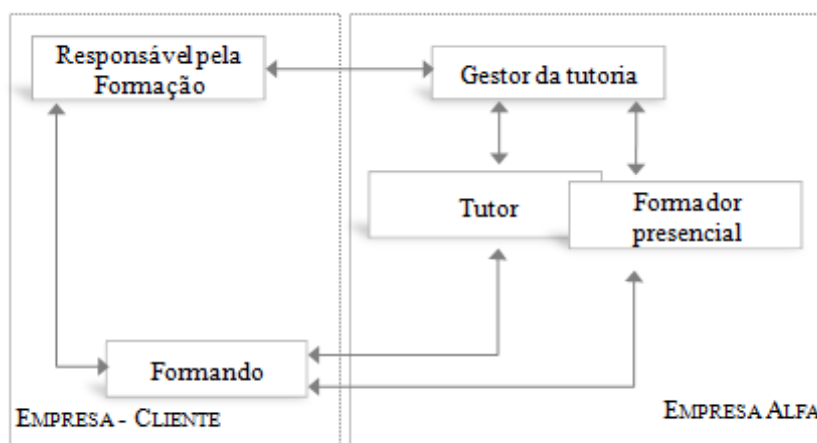 Responsável pela
Formação
Gestor da tutoria
Tutor
Formador
presencial
Formando
EMPRESA - CLIENTE
EMPRESA ALFA